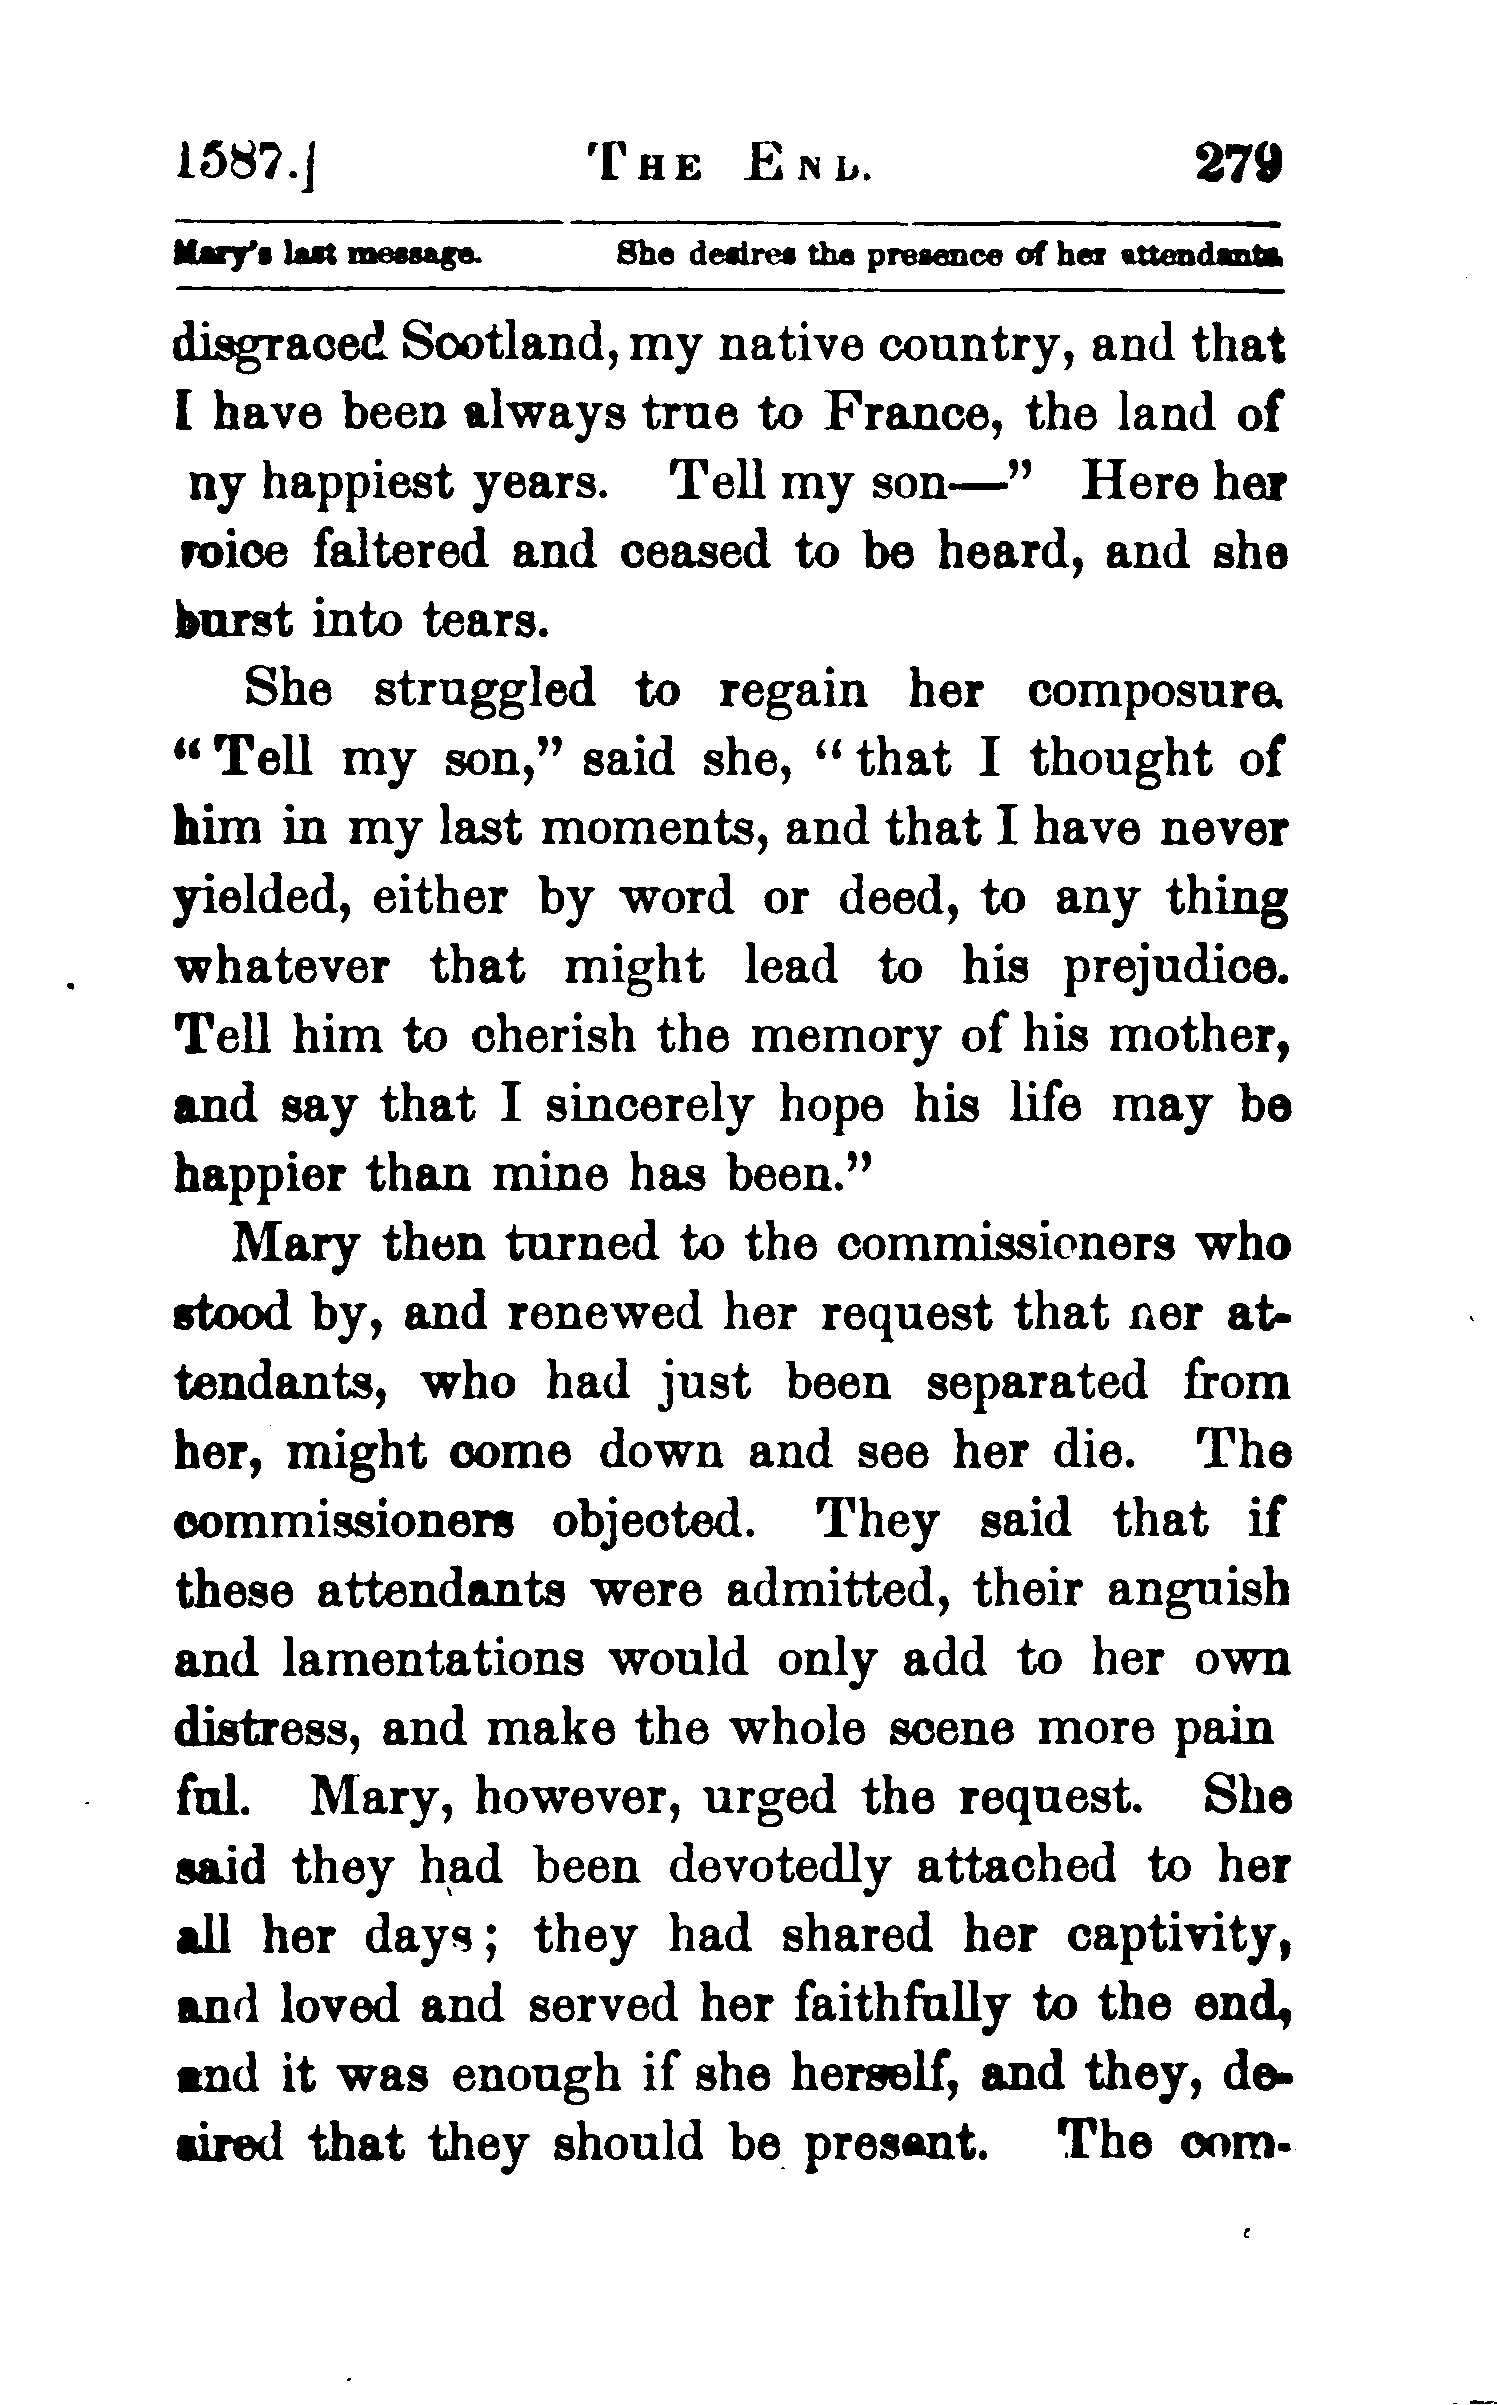 1587.] THE END. 279
Mary's last message. She desires the presence of her attendants.
disgraced Scotland, my native country, and that
I have been always true to France, the land of
my happiest years. Tell my son—" Here her
voice faltered and ceased to be heard, and she
burst into tears.
She struggled to regain her composure.
"Tell my son," said she, "that I thought of
him in my last moments, and that I have never
yielded, either by word or deed, to any thing
whatever that might lead to his prejudice.
Tell him to cherish the memory of his mother,
and say that I sincerely hope his life may be
happier than mine has been."
Mary then turned to the commissioners who
stood by, and renewed her request that her at-
tendants, who had just been separated from
her, might come down and see her die. The
commissioners objected. They said that if
these attendants were admitted, their anguish
and lamentations would only add to her own
distress, and make the whole scene more pain
ful. Mary, however, urged the request. She
said they had been devotedly attached to her
all her days; they had shared her captivity,
and loved and served her faithfully to the end,
and it was enough if she herself, and they, de-
sired that they should be present. The com-